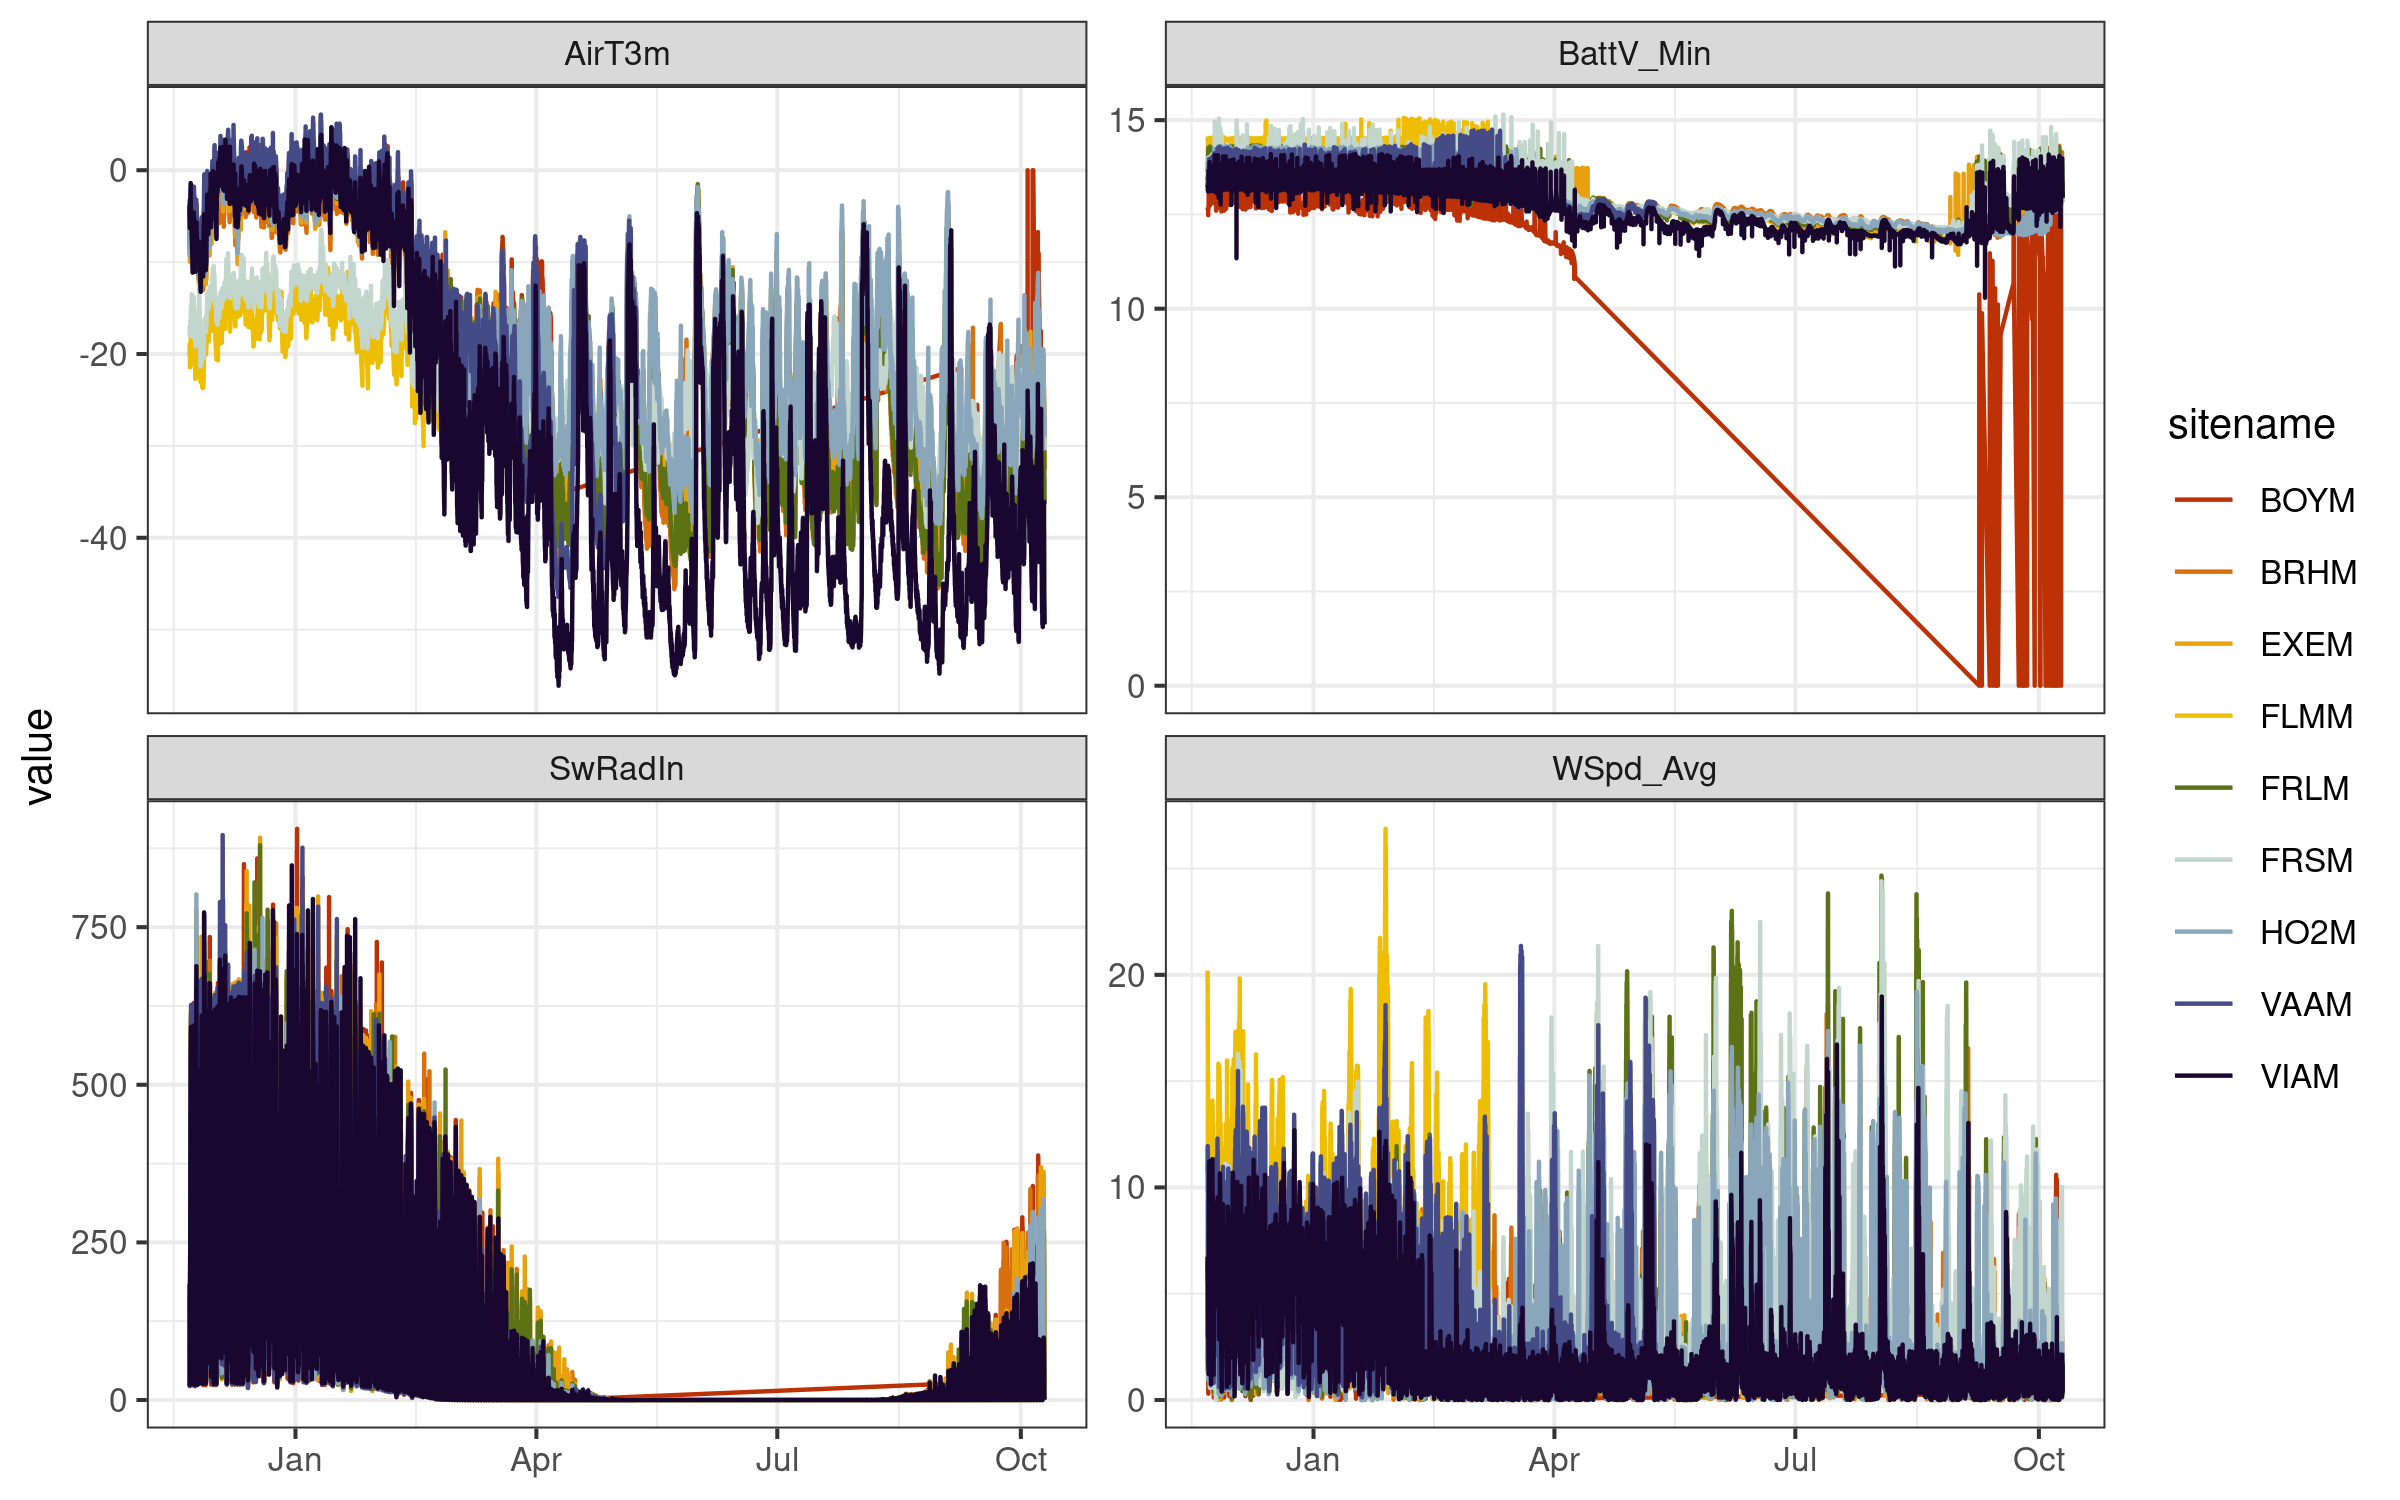 AirT3m
BattV_Min
0
-20
-40
15
10
5
0
value
SwRadIn
WSpd_Avg
750
500
250
0
20
10
0
Jan
Apr
Jul
Oct
Jan
Apr
Jul
Oct
sitename
BOYM
BRHM
EXEM
FLMM
FRLM
FRSM
HO2M
VAAM
VIAM